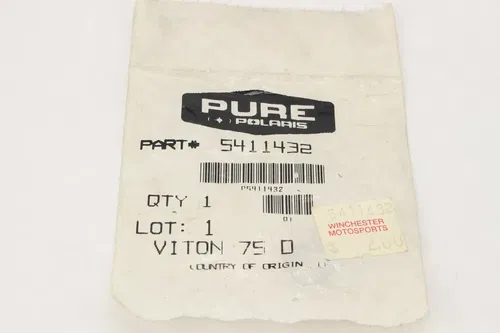 PURE
POLARIS
PART# 5411432
P5411432
QTY 1
LOT: 1
VITON 75 D
COUNTRY OF ORIGIN
WINCHESTER
MOTOSPORTS
$